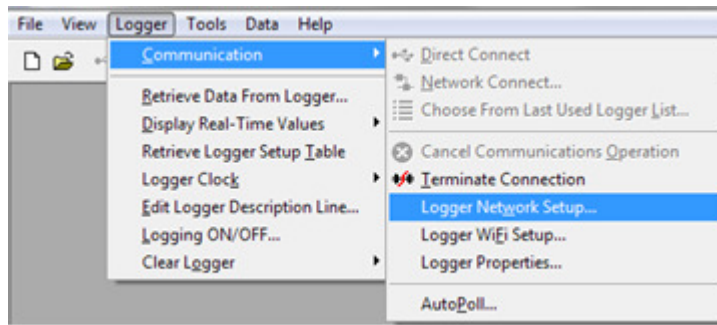 File View Logger Tools Data Help
Communication
Retrieve Data From Logger...
Display Real-Time Values
Retrieve Logger Setup Table
Logger Clock
Edit Logger Description Line...
Logging ON/OFF...
Clear Logger
Direct Connect
Network Connect...
Choose From Last Used Logger List...
Cancel Communications Operation
Terminate Connection
Logger Network Setup...
Logger WiFi Setup...
Logger Properties...
AutoPoll...